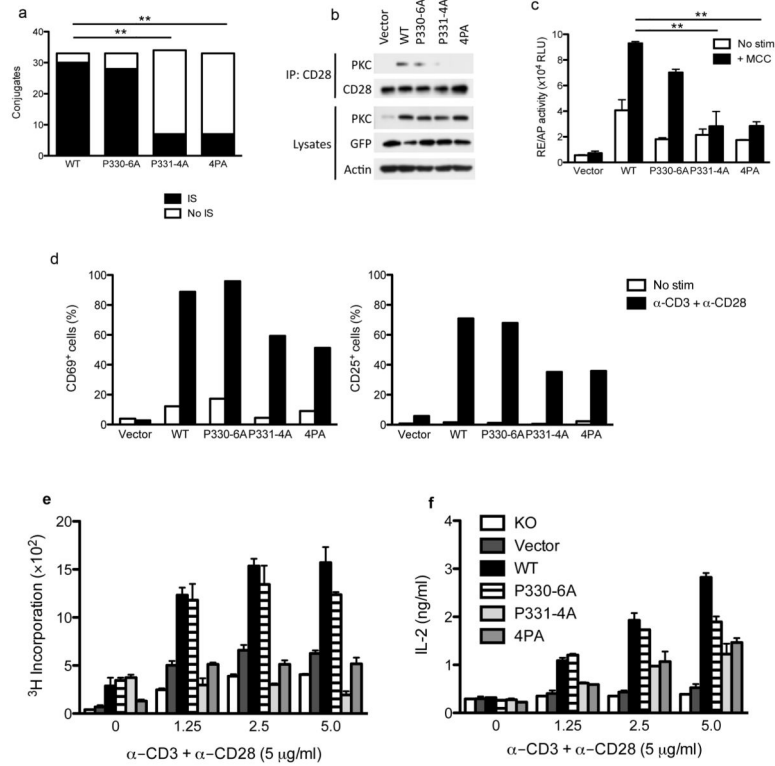 a
**
**
Conjugates
40
30
20
10
0
WT P330-6A P331-4A 4PA
IS
No IS
b
Vector WT P330-6A P331-4A 4PA
IP: CD28
PKC
CD28
Lysates
PKC
GFP
Actin
c
**
**
No stim
+ MCC
RE/AP activity (x10⁴ RLU)
10
8
6
4
2
0
Vector WT P330-6A P331-4A 4PA
d
CD69⁺ cells (%)
100
80
60
40
20
0
Vector WT P330-6A P331-4A 4PA
CD25⁺ cells (%)
100
80
60
40
20
0
Vector WT P330-6A P331-4A 4PA
No stim
α-CD3 + α-CD28
e
³H Incorporation (×10²)
20
15
10
5
0
0 1.25 2.5 5.0
α−CD3 + α−CD28 (5 μg/ml)
f
IL-2 (ng/ml)
4
3
2
1
0
KO
Vector
WT
P330-6A
P331-4A
4PA
0 1.25 2.5 5.0
α−CD3 + α−CD28 (5 μg/ml)